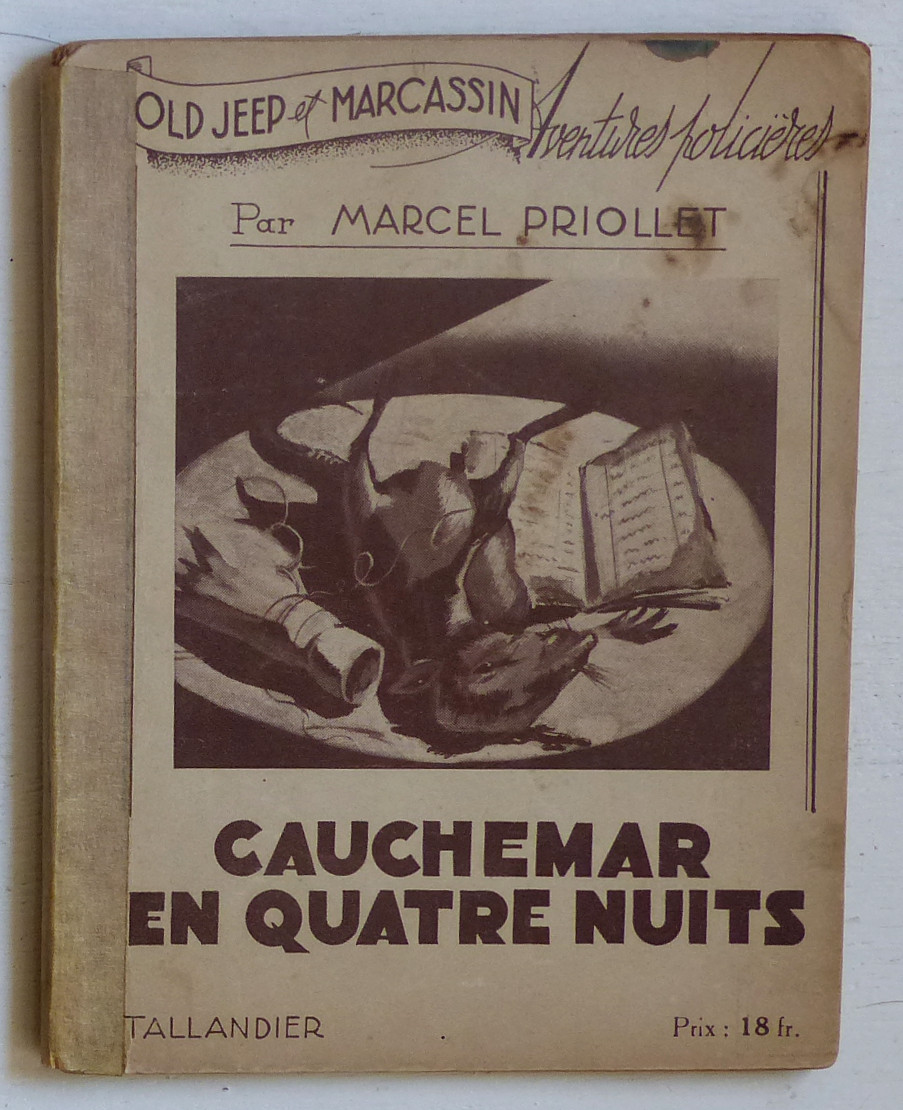 OLD JEEP et MARCASSIN
Aventures policières
Par MARCEL PRIOLLET
CAUCHEMAR
EN QUATRE NUITS
TALLANDIER
Prix : 18 fr.